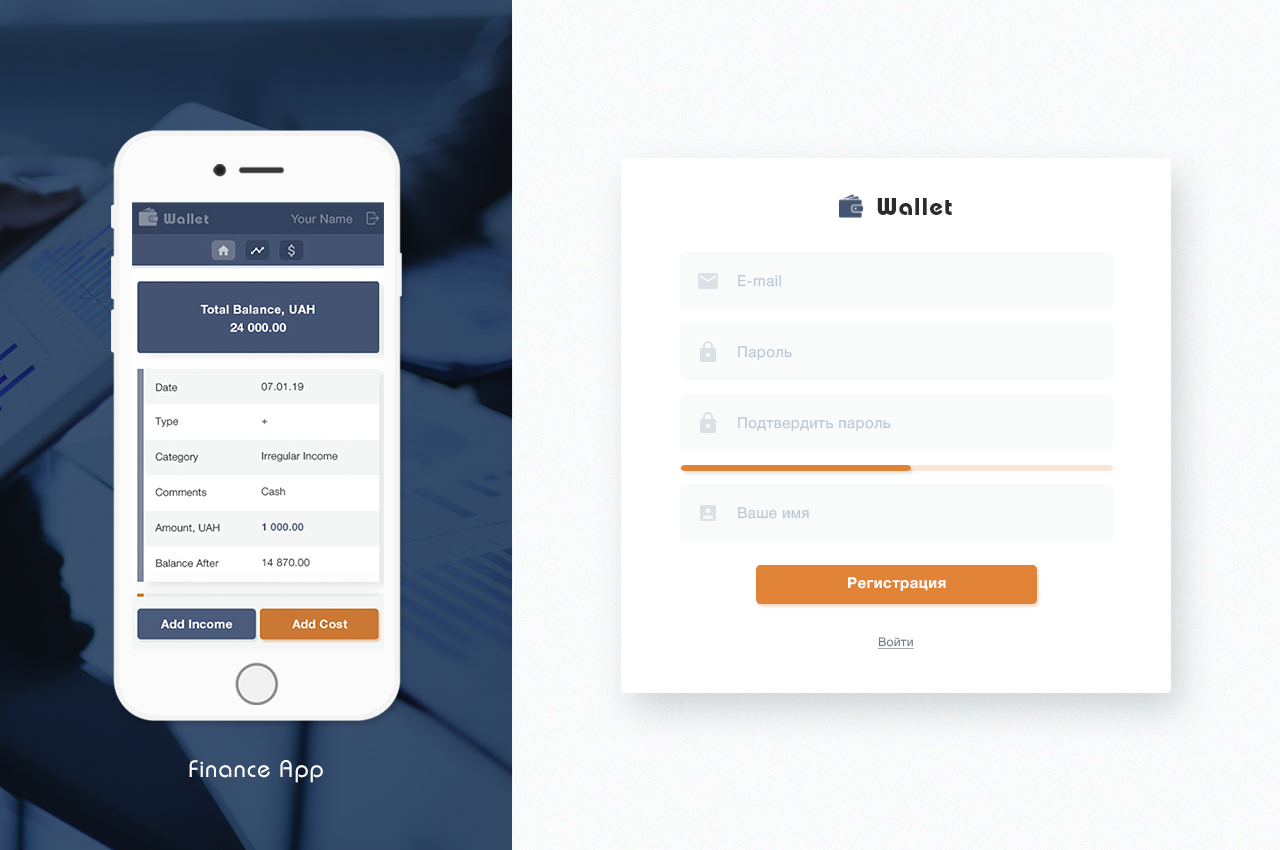 Wallet
Your Name
$
Total Balance, UAH
24 000.00
Date 07.01.19
Type +
Category Irregular Income
Comments Cash
Amount, UAH 1 000.00
Balance After 14 870.00
Add Income Add Cost
Finance App
Wallet
E-mail
Пароль
Подтвердить пароль
Ваше имя
Регистрация
Войти